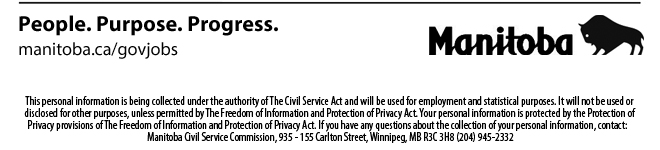 People. Purpose. Progress.
manitoba.ca/govjobs
Manitoba
This personal information is being collected under the authority of The Civil Service Act and will be used for employment and statistical purposes. It will not be used or
disclosed for other purposes, unless permitted by The Freedom of Information and Protection of Privacy Act. Your personal information is protected by the Protection of
Privacy provisions of The Freedom of Information and Protection of Privacy Act. If you have any questions about the collection of your personal information, contact:
Manitoba Civil Service Commission, 935 - 155 Carlton Street, Winnipeg, MB R3C 3H8 (204) 945-2332